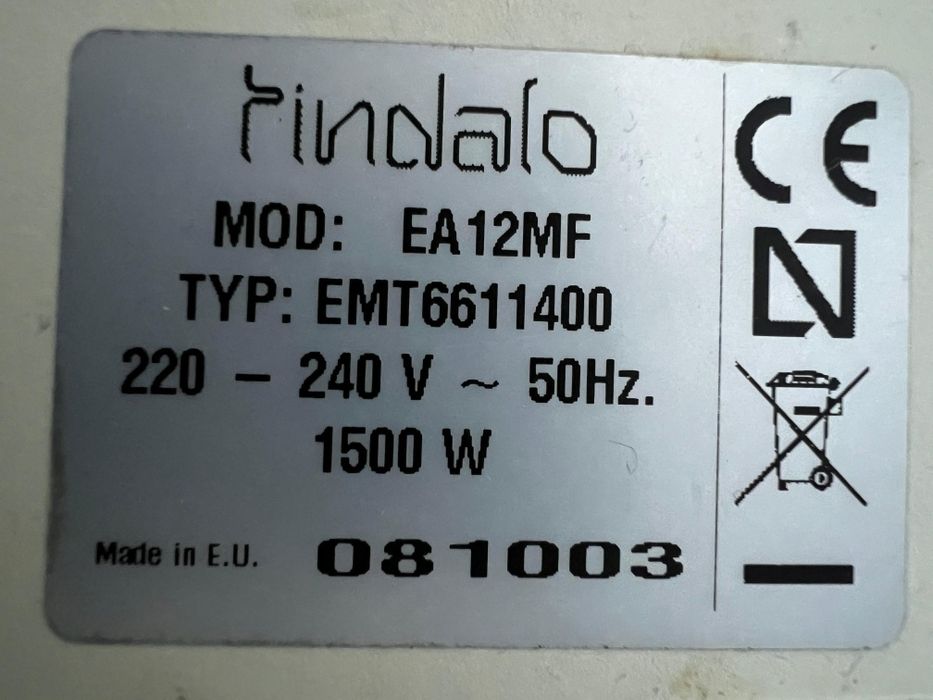 rindalo
MOD: EA12MF
TYP: EMT6611400
220 – 240 V ~ 50Hz.
1500 W
Made in E.U. 081003
CE
N